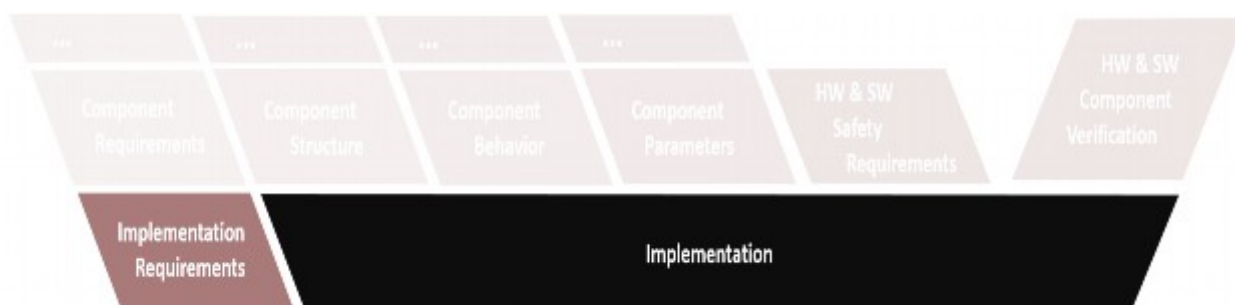 ... ... ... ...
Component
Requirements
Component
Structure
Component
Behavior
Component
Parameters
HW & SW
Safety
Requirements
HW & SW
Component
Verification
Implementation
Requirements
Implementation